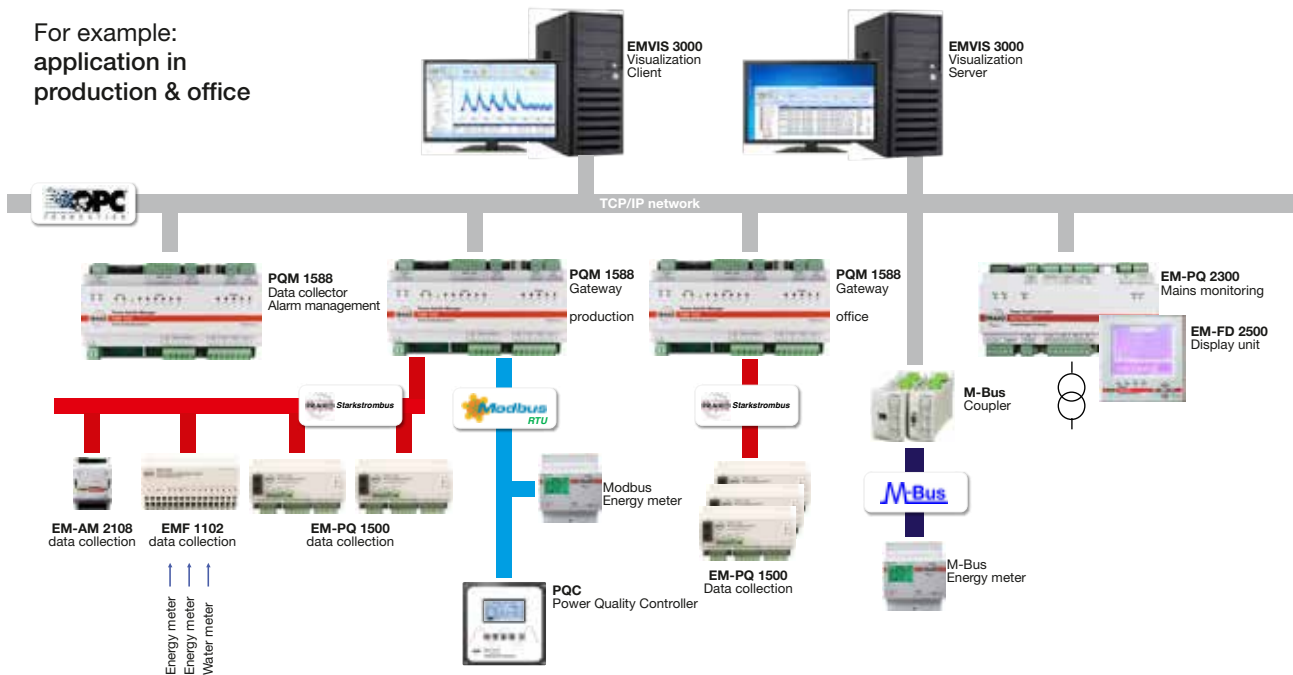 For example:
application in
production & office
EMVIS 3000
Visualization
Client
EMVIS 3000
Visualization
Server
OPC
FOUNDATION
TCP/IP network
PQM 1588
Data collector
Alarm management
PQM 1588
Gateway
production
PQM 1588
Gateway
office
EM-PQ 2300
Mains monitoring
EM-FD 2500
Display unit
Starkstrombus
Modbus
RTU
Starkstrombus
M-Bus
Coupler
EM-AM 2108
data collection
EMF 1102
data collection
EM-PQ 1500
data collection
Modbus
Energy meter
M-Bus
EM-PQ 1500
Data collection
M-Bus
Energy meter
PQC
Power Quality Controller
Energy meter
Energy meter
Water meter